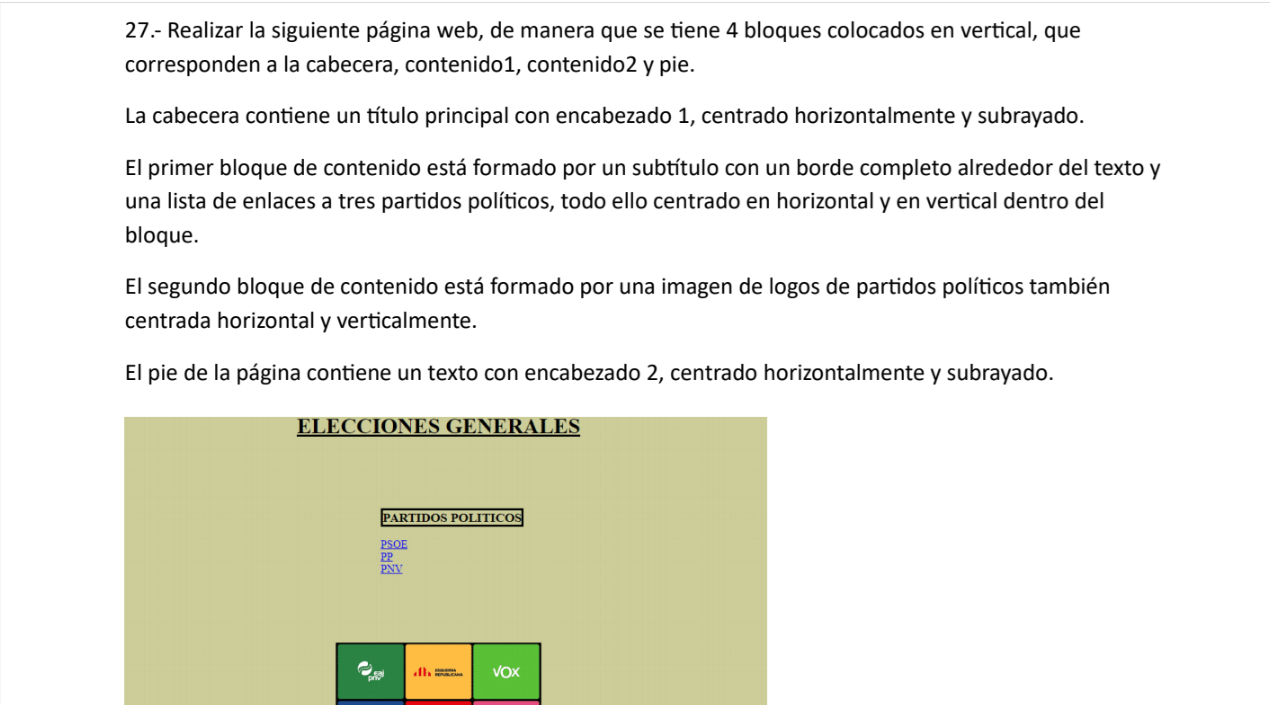 27.- Realizar la siguiente página web, de manera que se tiene 4 bloques colocados en vertical, que
corresponden a la cabecera, contenido1, contenido2 y pie.
La cabecera contiene un título principal con encabezado 1, centrado horizontalmente y subrayado.
El primer bloque de contenido está formado por un subtítulo con un borde completo alrededor del texto y
una lista de enlaces a tres partidos políticos, todo ello centrado en horizontal y en vertical dentro del
bloque.
El segundo bloque de contenido está formado por una imagen de logos de partidos políticos también
centrada horizontal y verticalmente.
El pie de la página contiene un texto con encabezado 2, centrado horizontalmente y subrayado.
ELECCIONES GENERALES
PARTIDOS POLITICOS
PSOE
PP
PNV
eaj
pnv
ESQUERRA
REPUBLICANA
VOX